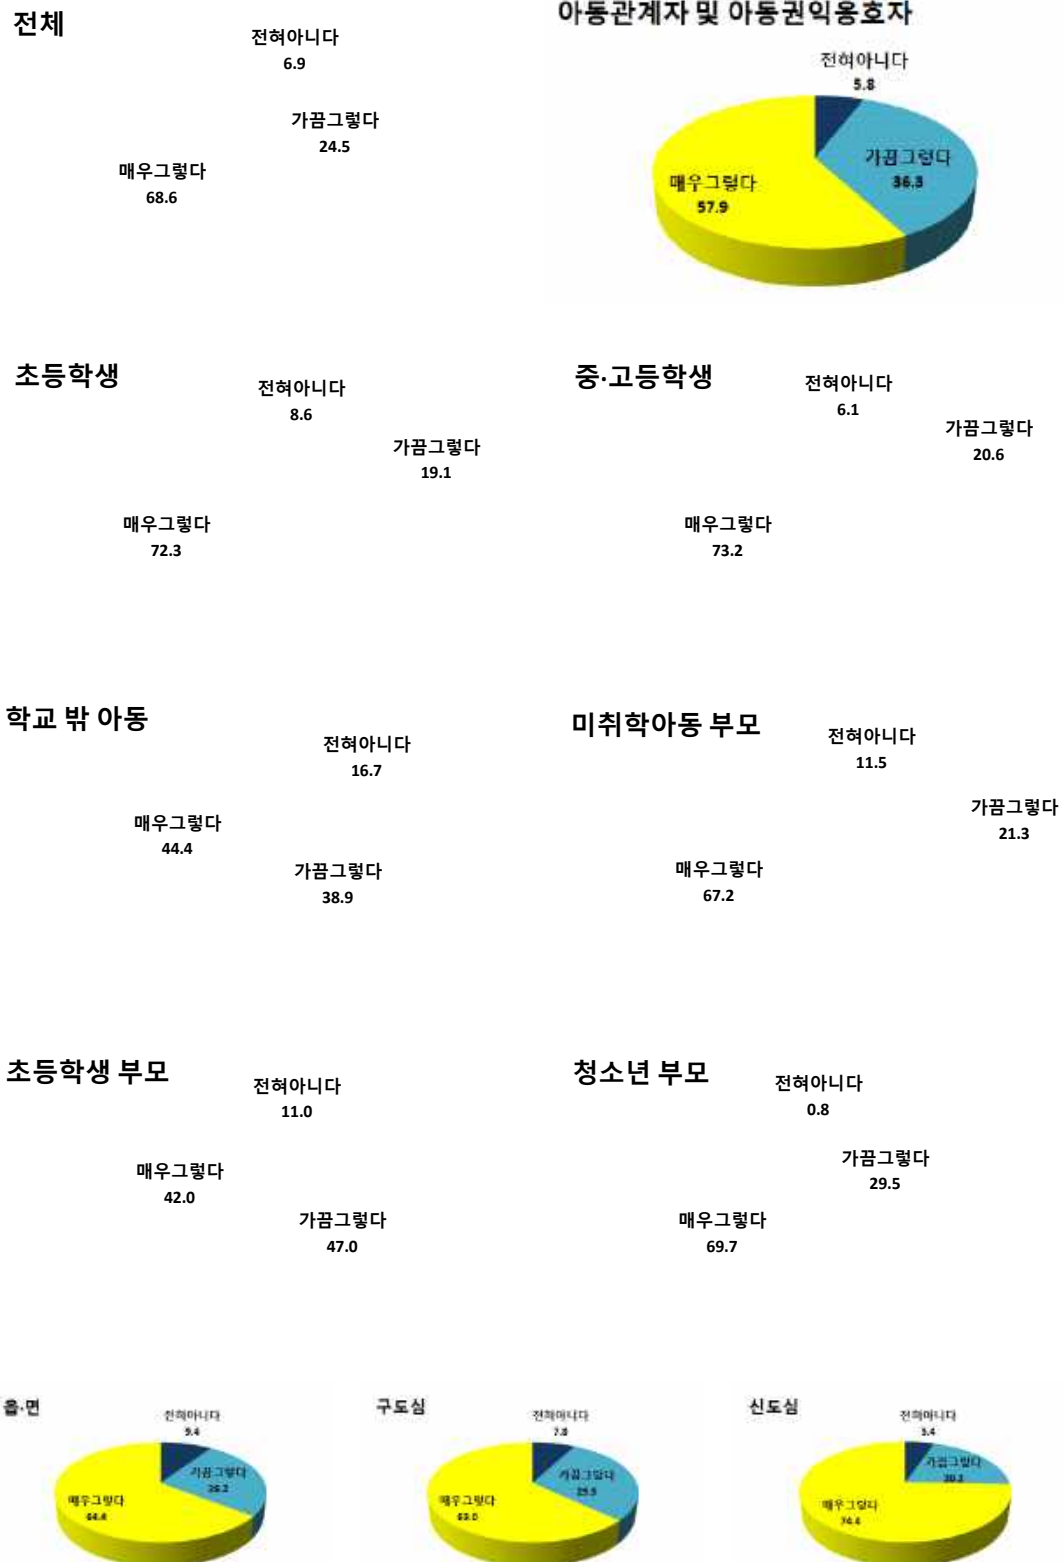 전체
전혀아니다
6.9
가끔그렇다
24.5
매우그렇다
68.6
아동관계자 및 아동권익옹호자
전혀아니다
5.8
가끔그렇다
36.3
매우그렇다
57.9
초등학생
전혀아니다
8.6
가끔그렇다
19.1
매우그렇다
72.3
중·고등학생
전혀아니다
6.1
가끔그렇다
20.6
매우그렇다
73.2
학교 밖 아동
전혀아니다
16.7
매우그렇다
44.4
가끔그렇다
38.9
미취학아동 부모
전혀아니다
11.5
가끔그렇다
21.3
매우그렇다
67.2
초등학생 부모
전혀아니다
11.0
매우그렇다
42.0
가끔그렇다
47.0
청소년 부모
전혀아니다
0.8
가끔그렇다
29.5
매우그렇다
69.7
읍·면
전혀아니다
9.4
가끔그렇다
26.2
매우그렇다
64.4
구도심
전혀아니다
가끔그렇다
매우그렇다
63.0
신도심
전혀아니다
5.4
가끔그렇다
매우그렇다
74.4